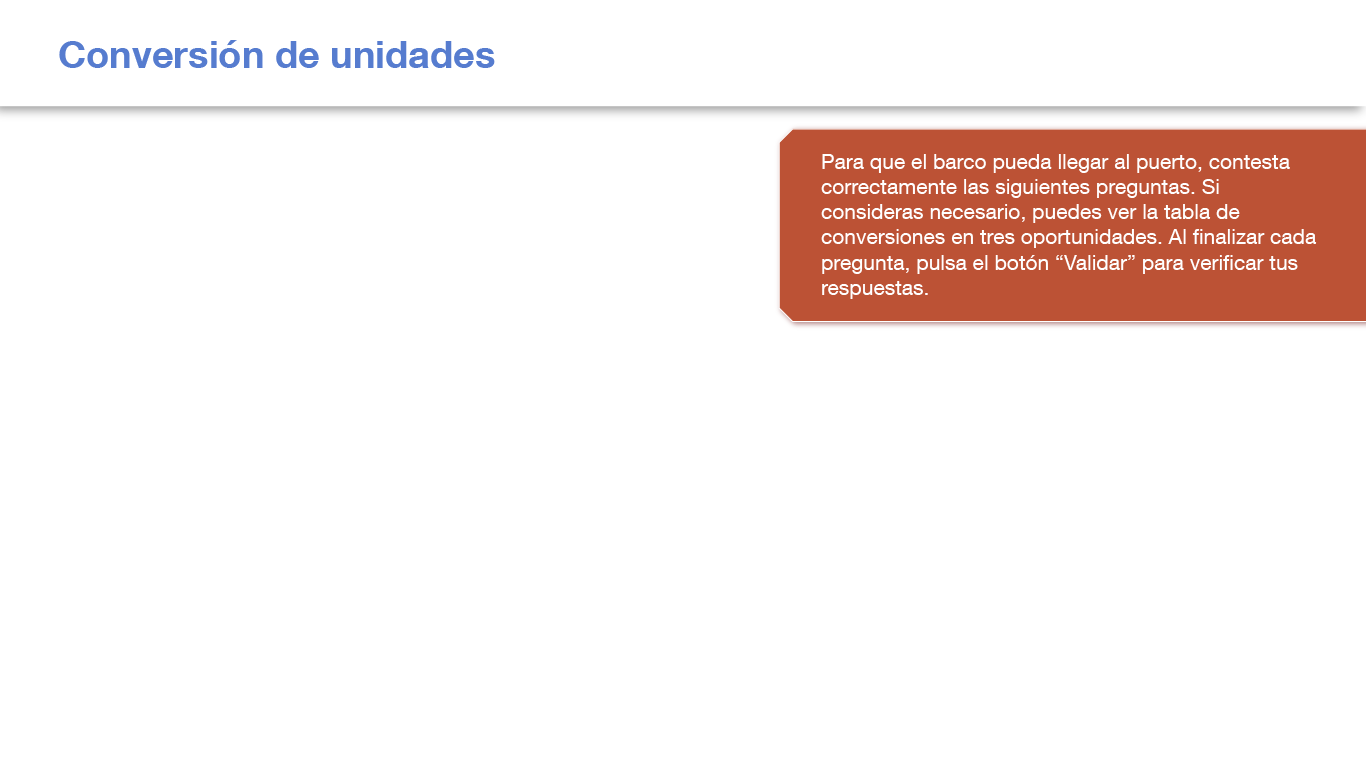 Conversión de unidades
Para que el barco pueda llegar al puerto, contesta
correctamente las siguientes preguntas. Si
consideras necesario, puedes ver la tabla de
conversiones en tres oportunidades. Al finalizar cada
pregunta, pulsa el botón “Validar” para verificar tus
respuestas.